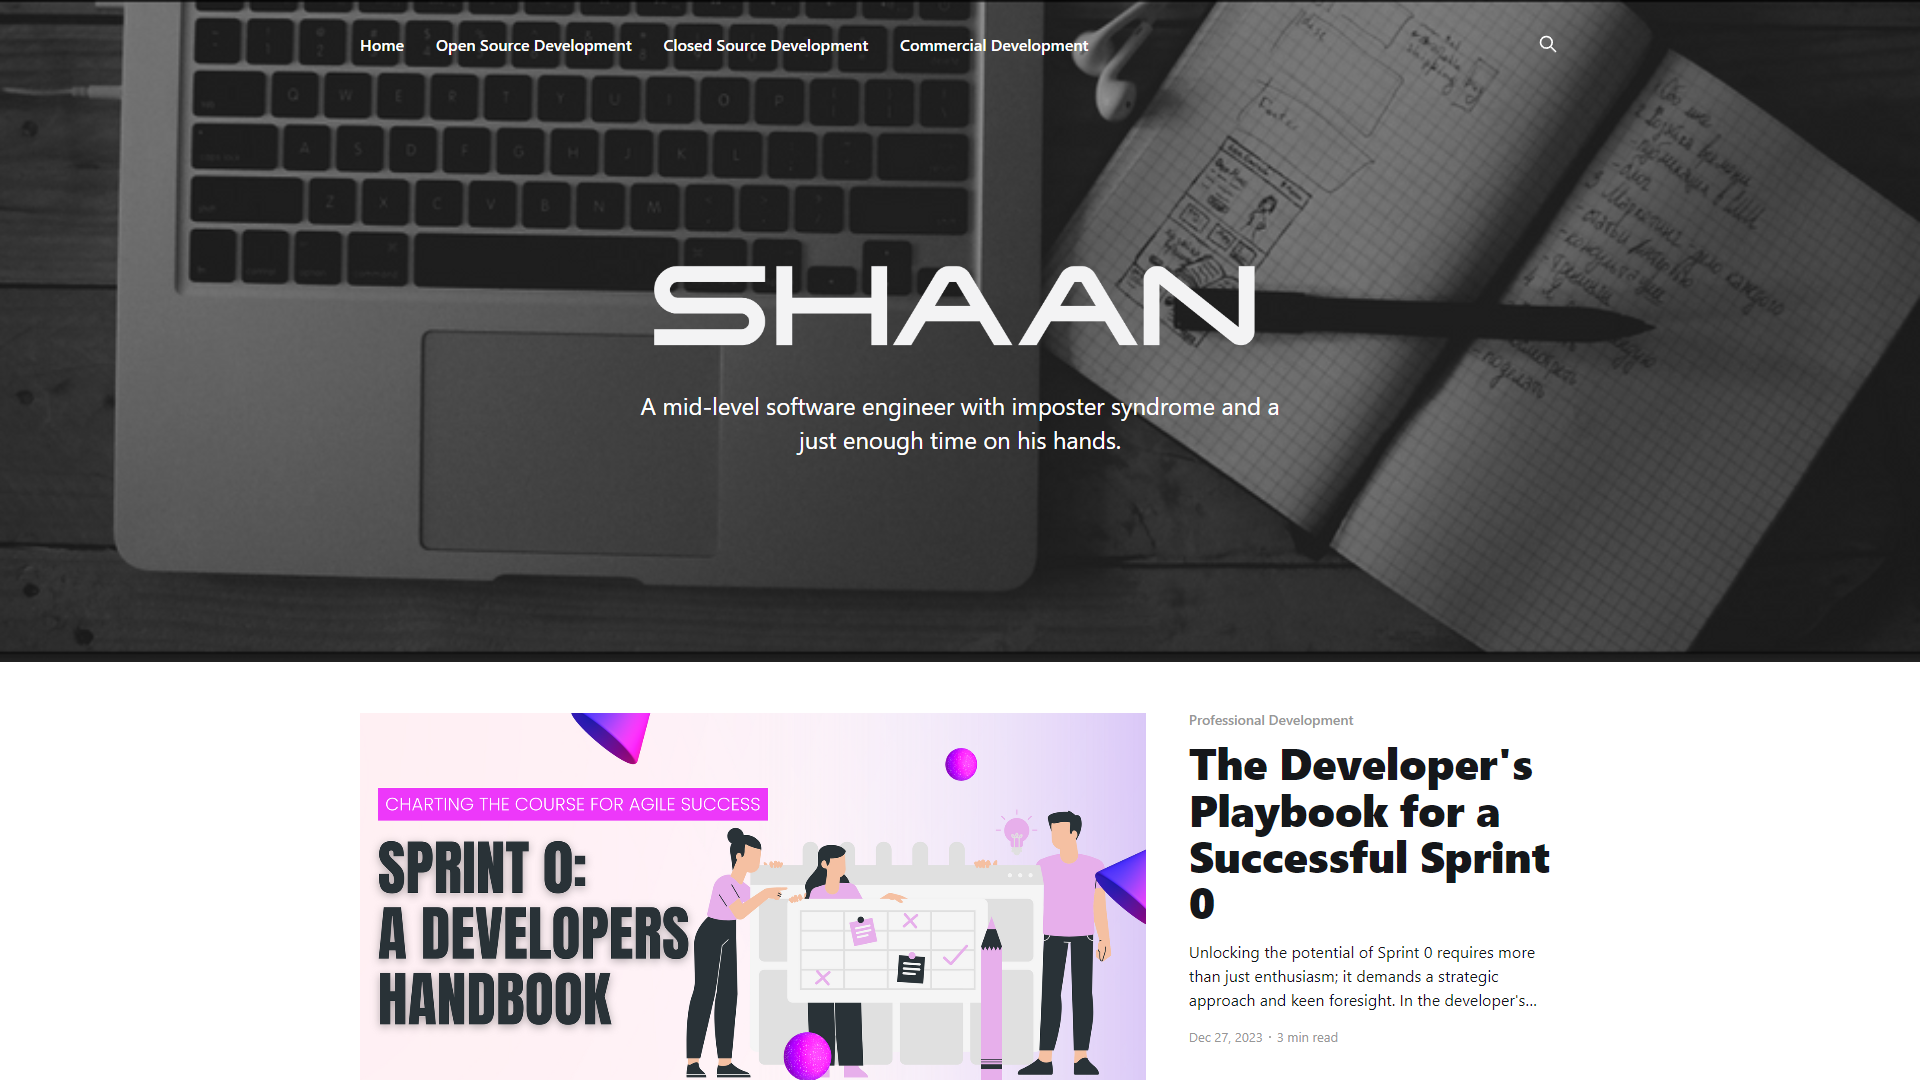 Home
Open Source Development
Closed Source Development
Commercial Development
SHAAN
A mid-level software engineer with imposter syndrome and a
just enough time on his hands.
CHARTING THE COURSE FOR AGILE SUCCESS
SPRINT 0:
A DEVELOPERS
HANDBOOK
Professional Development
The Developer's
Playbook for a
Successful Sprint
0
Unlocking the potential of Sprint 0 requires more
than just enthusiasm; it demands a strategic
approach and keen foresight. In the developer's...
Dec 27, 2023 · 3 min read